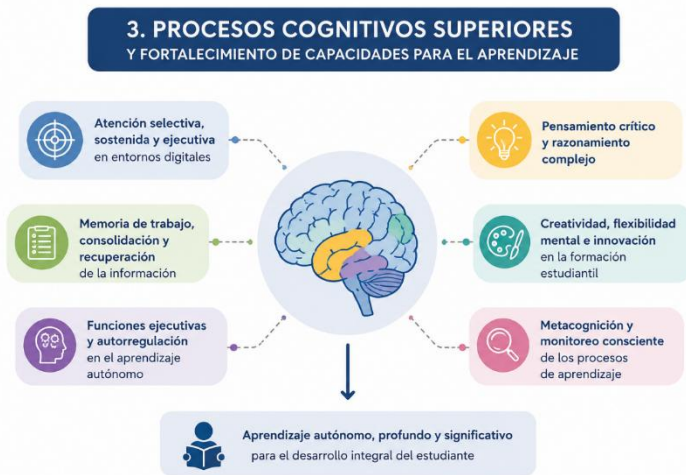 3. PROCESOS COGNITIVOS SUPERIORES
Y FORTALECIMIENTO DE CAPACIDADES PARA EL APRENDIZAJE
Atención selectiva,
sostenida y ejecutiva
en entornos digitales
Memoria de trabajo,
consolidación y
recuperación
de la información
Funciones ejecutivas
y autorregulación
en el aprendizaje
autónomo
Pensamiento crítico
y razonamiento
complejo
Creatividad, flexibilidad
mental e innovación
en la formación
estudiantil
Metacognición y
monitoreo consciente
de los procesos
de aprendizaje
Aprendizaje autónomo, profundo y significativo
para el desarrollo integral del estudiante